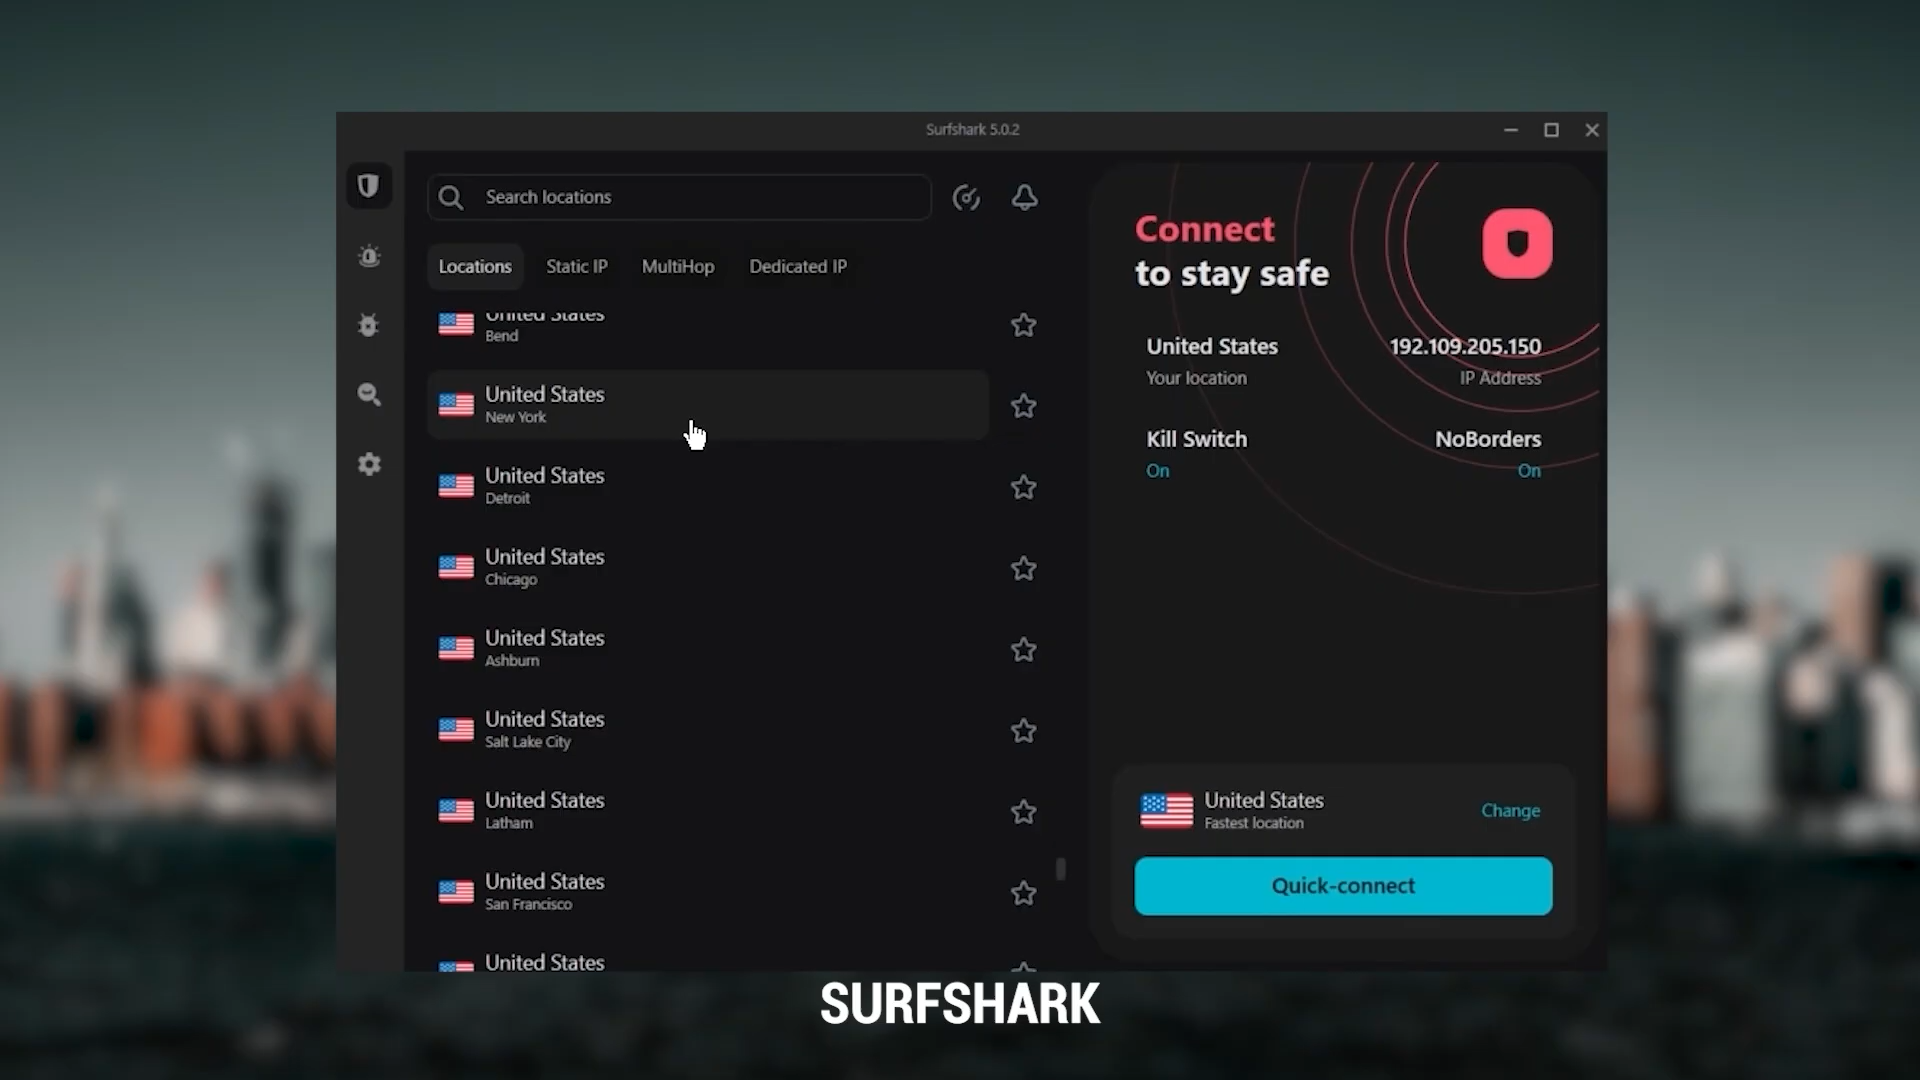 Surfshark 5.0.2
Search locations
Locations
Static IP
MultiHop
Dedicated IP
United States
Bend
United States
New York
United States
Detroit
United States
Chicago
United States
Ashburn
United States
Salt Lake City
United States
Latham
United States
San Francisco
United States
Connect
to stay safe
United States
Your location
192.109.205.150
IP Address
Kill Switch
On
NoBorders
On
United States
Fastest location
Change
Quick-connect
SURFSHARK